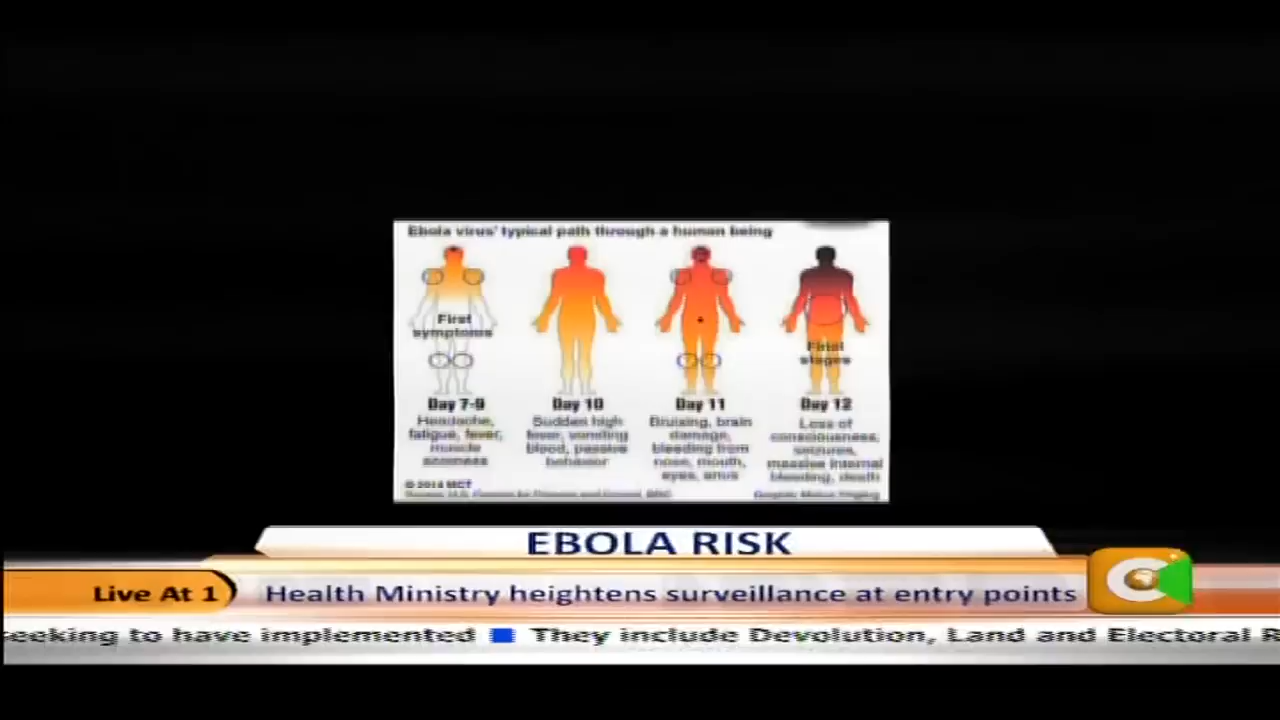 Ebola virus' typical path through a human being
First
symptoms
Final
stages
Day 7-9
Headache,
fatigue, fever,
muscle
soreness
Day 10
Sudden high
fever, vomiting
blood, passive
behavior
Day 11
Bruising, brain
damage,
bleeding from
nose, mouth,
eyes, anus
Day 12
Loss of
consciousness,
seizures,
massive internal
bleeding, death
© 2014 MCT
EBOLA RISK
Live At 1
Health Ministry heightens surveillance at entry points
seeking to have implemented ■ They include Devolution, Land and Electoral R